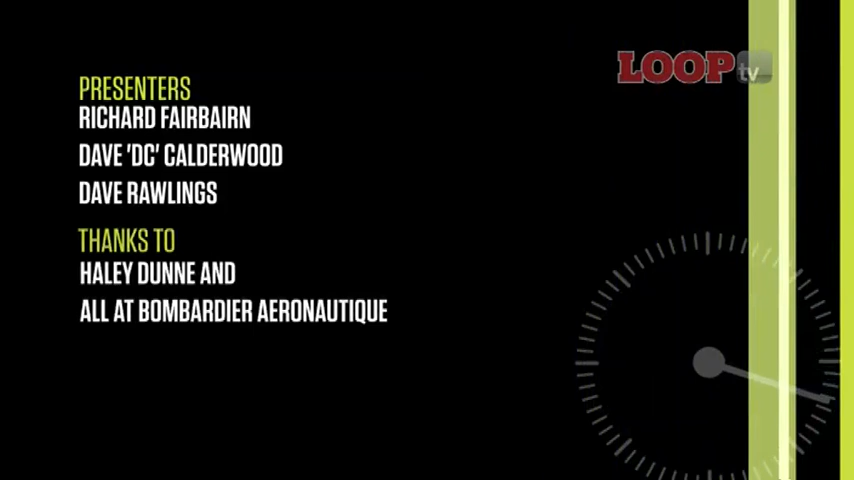 LOOP tv
PRESENTERS
RICHARD FAIRBAIRN
DAVE 'DC' CALDERWOOD
DAVE RAWLINGS
THANKS TO
HALEY DUNNE AND
ALL AT BOMBARDIER AERONAUTIQUE